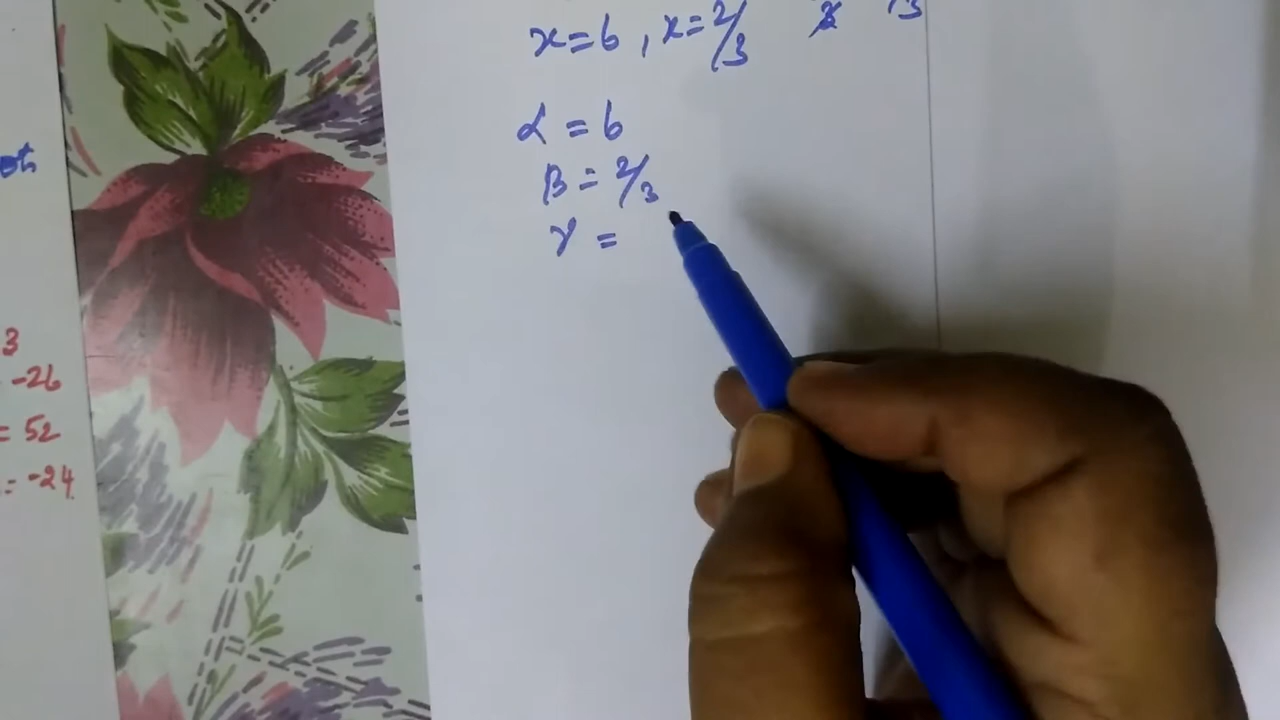 x=6, x=2/3
α = 6
β = 2/3
γ =
3
-26
= 52
= -24